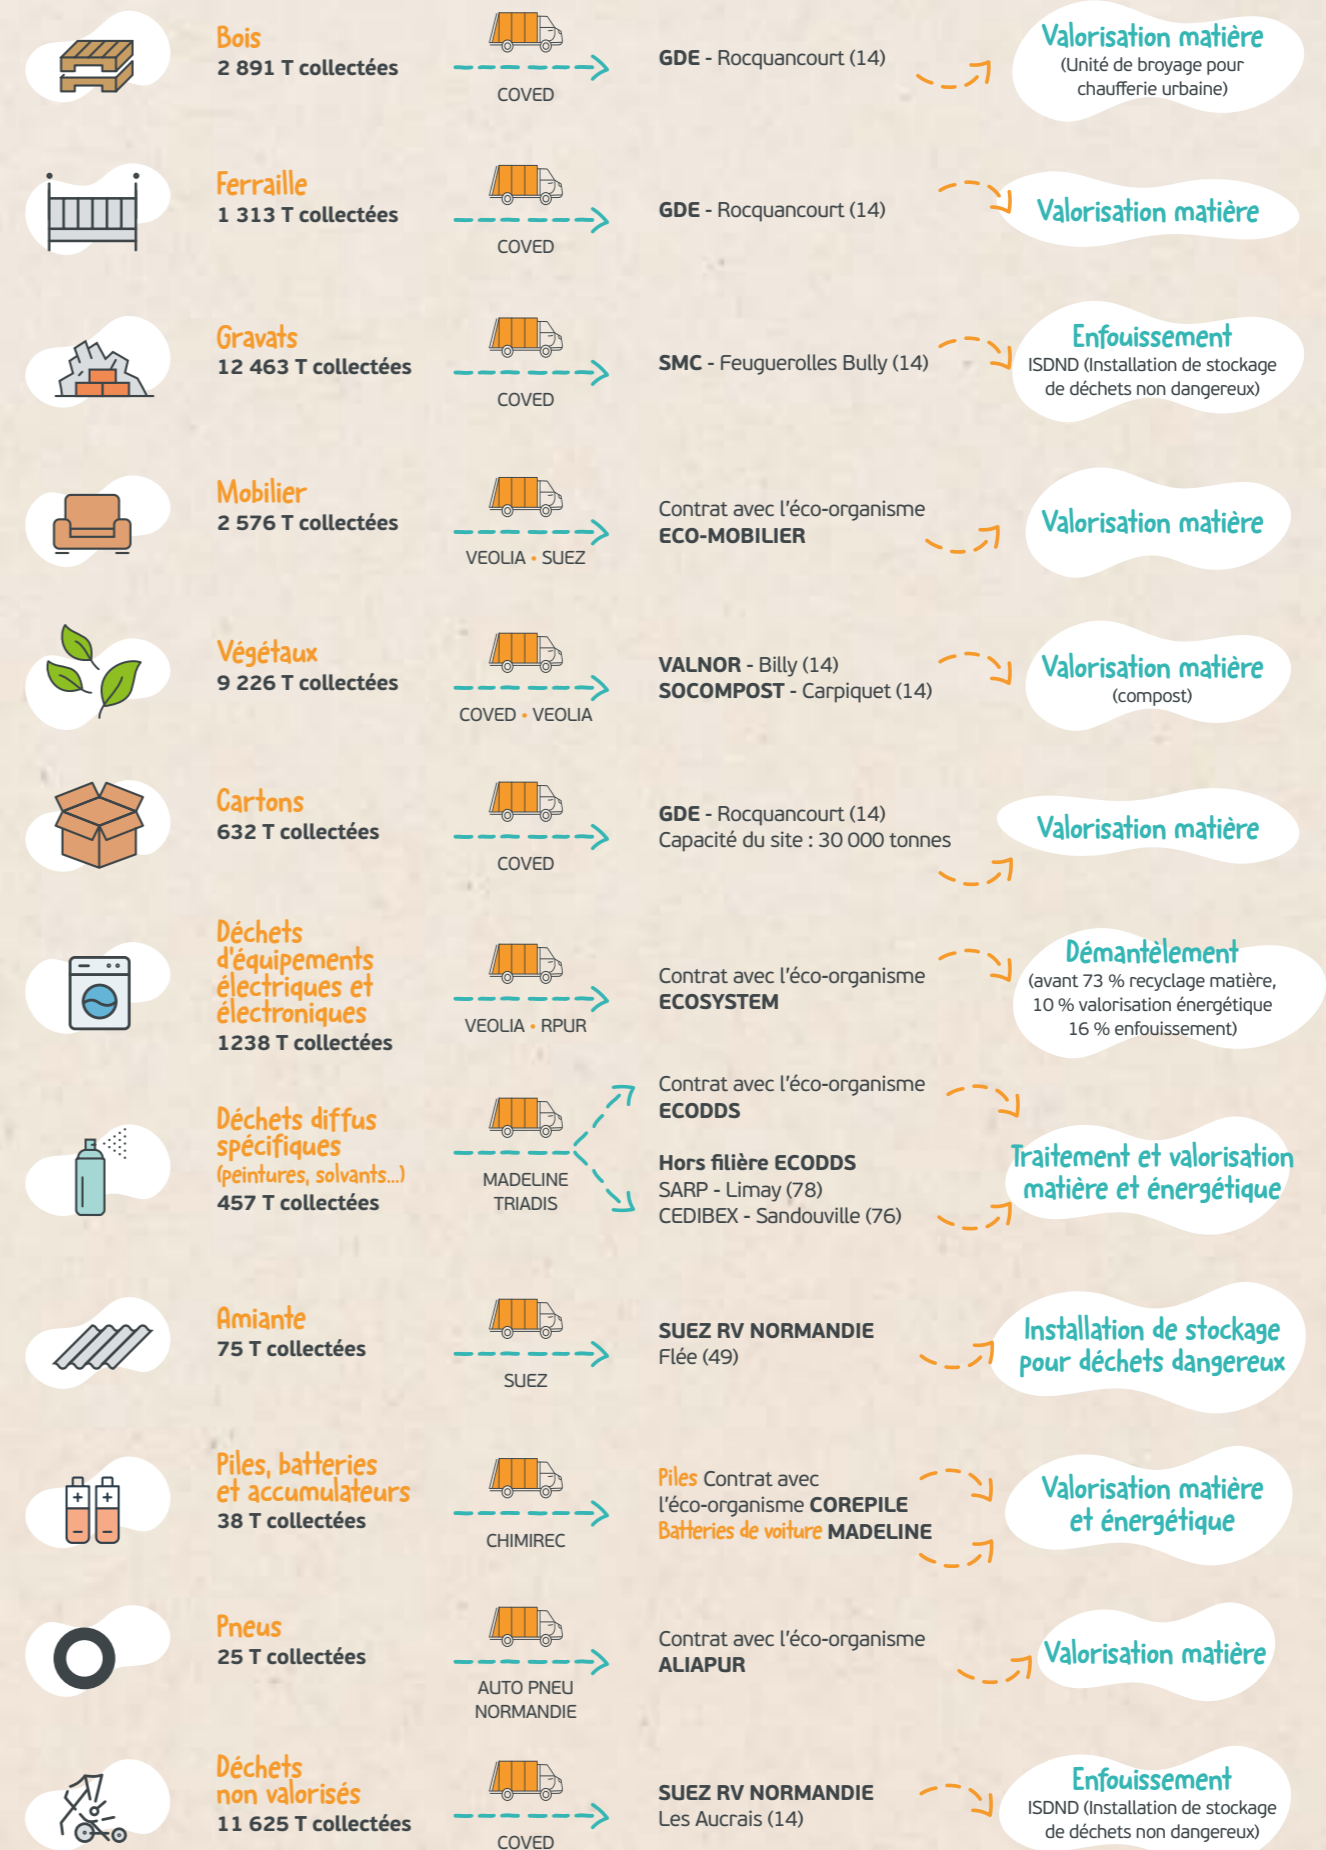 Bois
2 891 T collectées
COVED
GDE - Rocquancourt (14)
Valorisation matière
(Unité de broyage pour
chaufferie urbaine)
Ferraille
1 313 T collectées
COVED
GDE - Rocquancourt (14)
Valorisation matière
Gravats
12 463 T collectées
COVED
SMC - Feuguerolles Bully (14)
Enfouissement
ISDND (Installation de stockage
de déchets non dangereux)
Mobilier
2 576 T collectées
VEOLIA • SUEZ
Contrat avec l'éco-organisme
ECO-MOBILIER
Valorisation matière
Végétaux
9 226 T collectées
COVED • VEOLIA
VALNOR - Billy (14)
SOCOMPOST - Carpiquet (14)
Valorisation matière
(compost)
Cartons
632 T collectées
COVED
GDE - Rocquancourt (14)
Capacité du site : 30 000 tonnes
Valorisation matière
Déchets
d'équipements
électriques et
électroniques
1238 T collectées
VEOLIA • RPUR
Contrat avec l'éco-organisme
ECOSYSTEM
Démantèlement
(avant 73 % recyclage matière,
10 % valorisation énergétique
16 % enfouissement)
Déchets diffus
spécifiques
(peintures, solvants...)
457 T collectées
MADELINE
TRIADIS
Contrat avec l'éco-organisme
ECODDS
Hors filière ECODDS
SARP - Limay (78)
CEDIBEX - Sandouville (76)
Traitement et valorisation
matière et énergétique
Amiante
75 T collectées
SUEZ
SUEZ RV NORMANDIE
Flée (49)
Installation de stockage
pour déchets dangereux
Piles, batteries
et accumulateurs
38 T collectées
CHIMIREC
Piles Contrat avec
l'éco-organisme COREPILE
Batteries de voiture MADELINE
Valorisation matière
et énergétique
Pneus
25 T collectées
AUTO PNEU
NORMANDIE
Contrat avec l'éco-organisme
ALIAPUR
Valorisation matière
Déchets
non valorisés
11 625 T collectées
COVED
SUEZ RV NORMANDIE
Les Aucrais (14)
Enfouissement
ISDND (Installation de stockage
de déchets non dangereux)